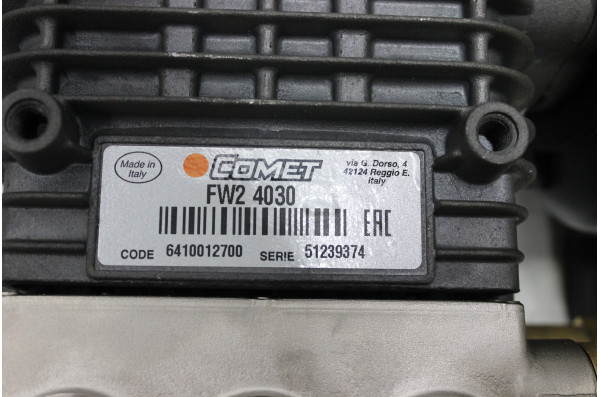 Made in
Italy
COMET
via G. Dorso, 4
42124 Reggio E.
Italy
FW2 4030
EAC
CODE 6410012700 SERIE 51239374